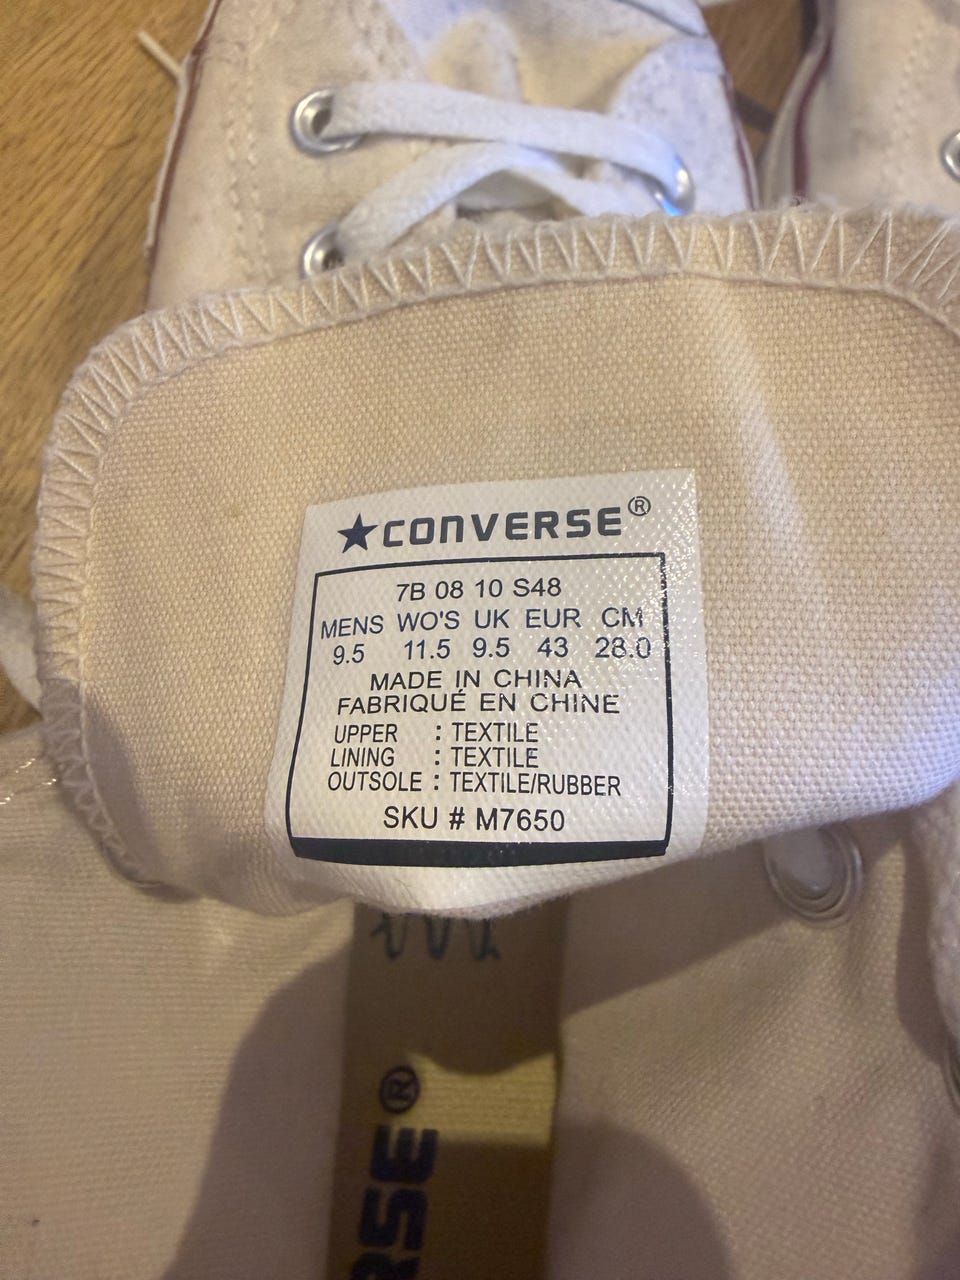 ★CONVERSE®
7B 08 10 S48
MENS WO'S UK EUR CM
9.5 11.5 9.5 43 28.0
MADE IN CHINA
FABRIQUÉ EN CHINE
UPPER : TEXTILE
LINING : TEXTILE
OUTSOLE : TEXTILE/RUBBER
SKU # M7650
RSE®